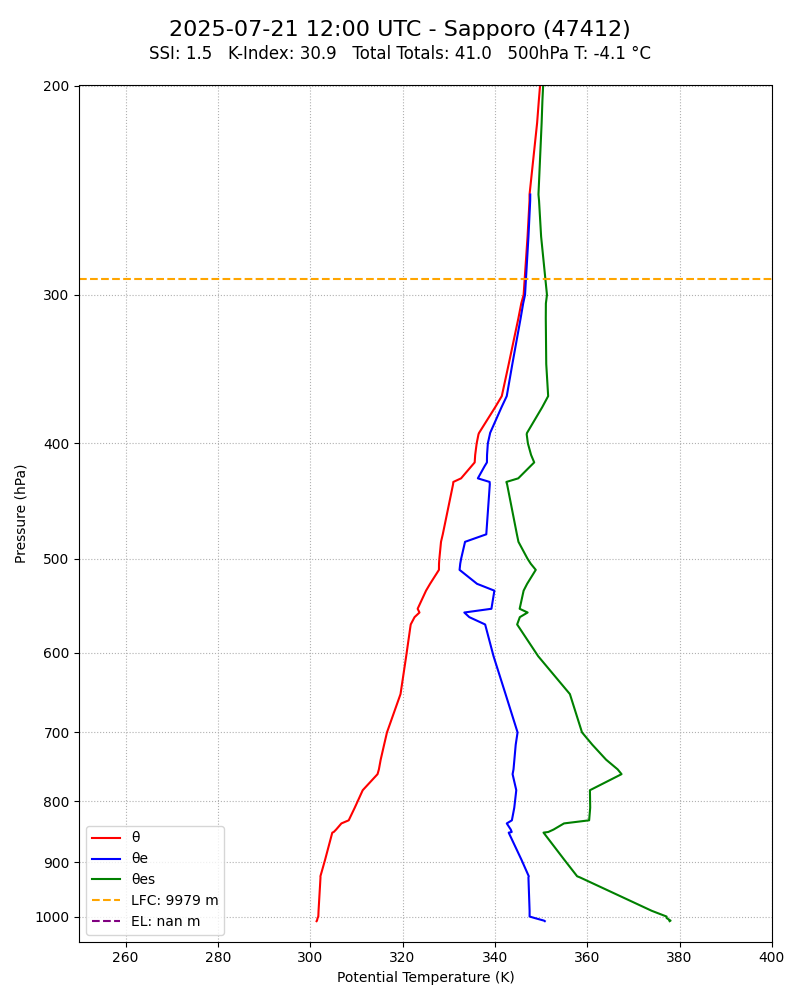 2025-07-21 12:00 UTC - Sapporo (47412)
SSI: 1.5   K-Index: 30.9   Total Totals: 41.0   500hPa T: -4.1 °C
200
300
400
500
600
700
800
900
1000
Pressure (hPa)
θ
θe
θes
LFC: 9979 m
EL: nan m
260 280 300 320 340 360 380 400
Potential Temperature (K)